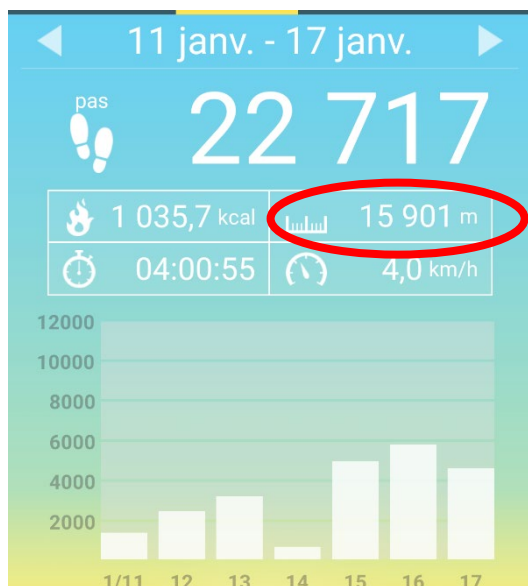 11 janv. - 17 janv.
pas
22 717
1 035,7 kcal
15 901 m
04:00:55
4,0 km/h
12000
10000
8000
6000
4000
2000
1/11 12 13 14 15 16 17